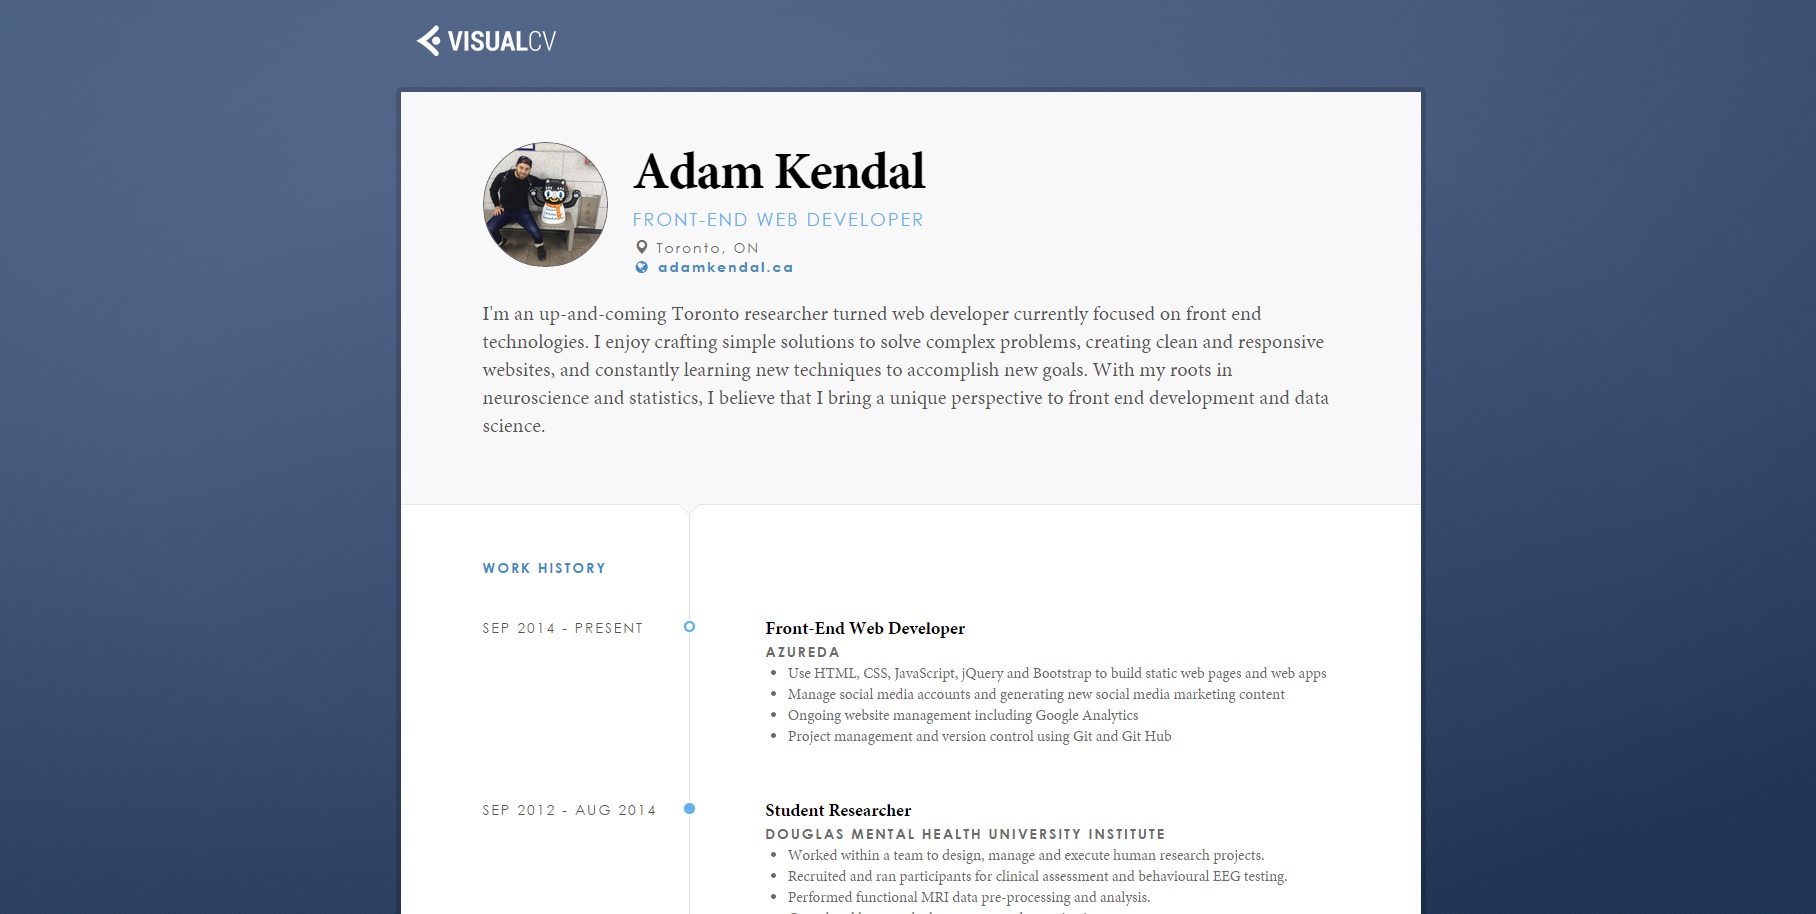 VISUALCV
Adam Kendal
FRONT-END WEB DEVELOPER
Toronto, ON
adamkendal.ca
I'm an up-and-coming Toronto researcher turned web developer currently focused on front end
technologies. I enjoy crafting simple solutions to solve complex problems, creating clean and responsive
websites, and constantly learning new techniques to accomplish new goals. With my roots in
neuroscience and statistics, I believe that I bring a unique perspective to front end development and data
science.
WORK HISTORY
SEP 2014 - PRESENT
Front-End Web Developer
AZUREDA
• Use HTML, CSS, JavaScript, jQuery and Bootstrap to build static web pages and web apps
• Manage social media accounts and generating new social media marketing content
• Ongoing website management including Google Analytics
• Project management and version control using Git and Git Hub
SEP 2012 - AUG 2014
Student Researcher
DOUGLAS MENTAL HEALTH UNIVERSITY INSTITUTE
• Worked within a team to design, manage and execute human research projects.
• Recruited and ran participants for clinical assessment and behavioural EEG testing.
• Performed functional MRI data pre-processing and analysis.